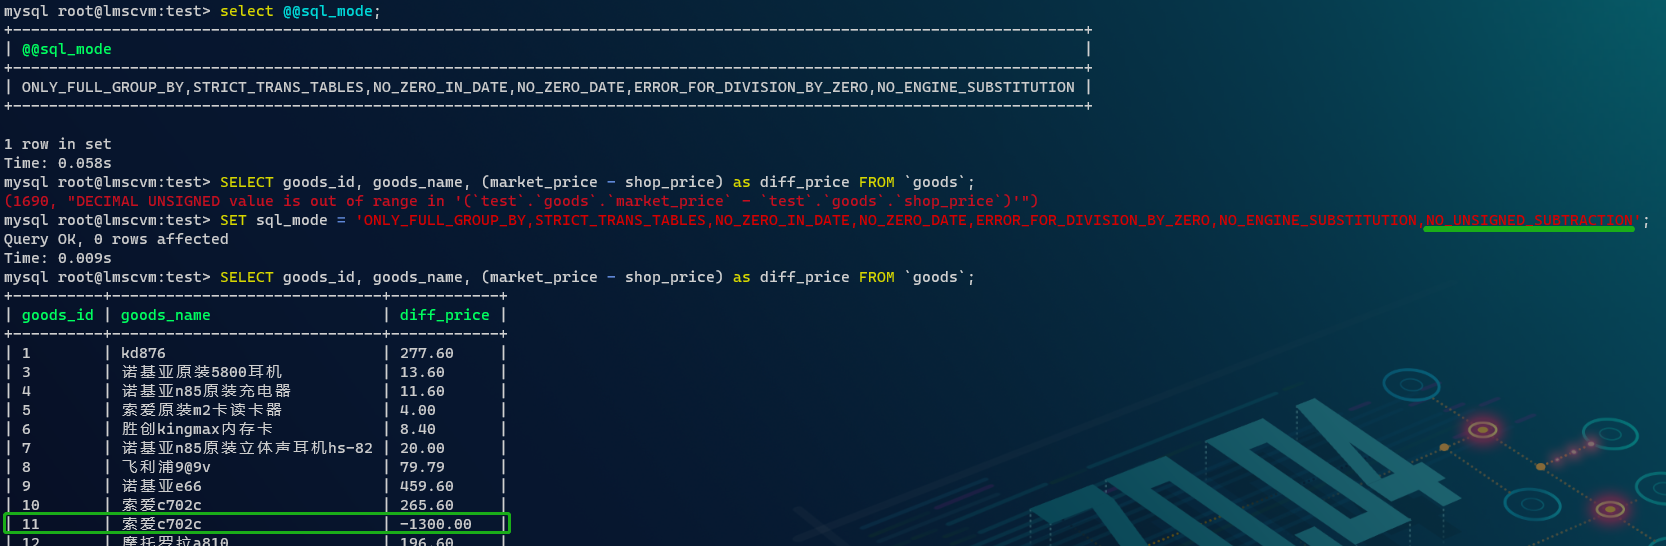 mysql root@lmscvm:test> select @@sql_mode;
+-----------------------------------------------------------------------------------------------------------------------+
| @@sql_mode |
+-----------------------------------------------------------------------------------------------------------------------+
| ONLY_FULL_GROUP_BY,STRICT_TRANS_TABLES,NO_ZERO_IN_DATE,NO_ZERO_DATE,ERROR_FOR_DIVISION_BY_ZERO,NO_ENGINE_SUBSTITUTION |
+-----------------------------------------------------------------------------------------------------------------------+
1 row in set
Time: 0.058s
mysql root@lmscvm:test> SELECT goods_id, goods_name, (market_price - shop_price) as diff_price FROM `goods`;
(1690, "DECIMAL UNSIGNED value is out of range in '(`test`.`goods`.`market_price` - `test`.`goods`.`shop_price`)'")
mysql root@lmscvm:test> SET sql_mode = 'ONLY_FULL_GROUP_BY,STRICT_TRANS_TABLES,NO_ZERO_IN_DATE,NO_ZERO_DATE,ERROR_FOR_DIVISION_BY_ZERO,NO_ENGINE_SUBSTITUTION,NO_UNSIGNED_SUBTRACTION';
Query OK, 0 rows affected
Time: 0.009s
mysql root@lmscvm:test> SELECT goods_id, goods_name, (market_price - shop_price) as diff_price FROM `goods`;
+----------+------------------------------+------------+
| goods_id | goods_name | diff_price |
+----------+------------------------------+------------+
| 1 | kd876 | 277.60 |
| 3 | 诺基亚原装5800耳机 | 13.60 |
| 4 | 诺基亚n85原装充电器 | 11.60 |
| 5 | 索爱原装m2卡读卡器 | 4.00 |
| 6 | 胜创kingmax内存卡 | 8.40 |
| 7 | 诺基亚n85原装立体声耳机hs-82 | 20.00 |
| 8 | 飞利浦9@9v | 79.79 |
| 9 | 诺基亚e66 | 459.60 |
| 10 | 索爱c702c | 265.60 |
| 11 | 索爱c702c | -1300.00 |
| 12 | 摩托罗拉a810 | 196.60 |